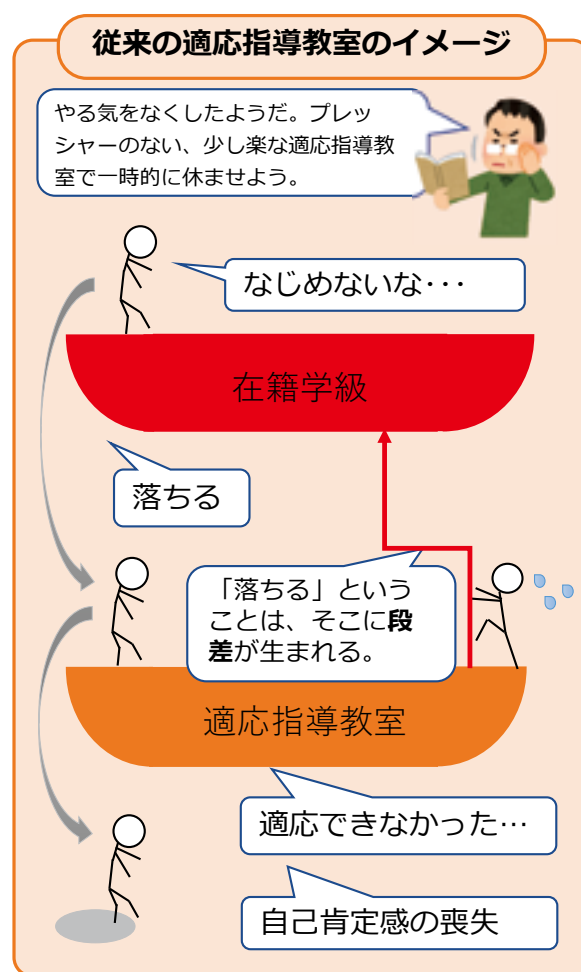 従来の適応指導教室のイメージ
やる気をなくしたようだ。プレッ
シャーのない、少し楽な適応指導教
室で一時的に休ませよう。
なじめないな･･･
在籍学級
落ちる
「落ちる」という
ことは、そこに段
差が生まれる。
適応指導教室
適応できなかった…
自己肯定感の喪失